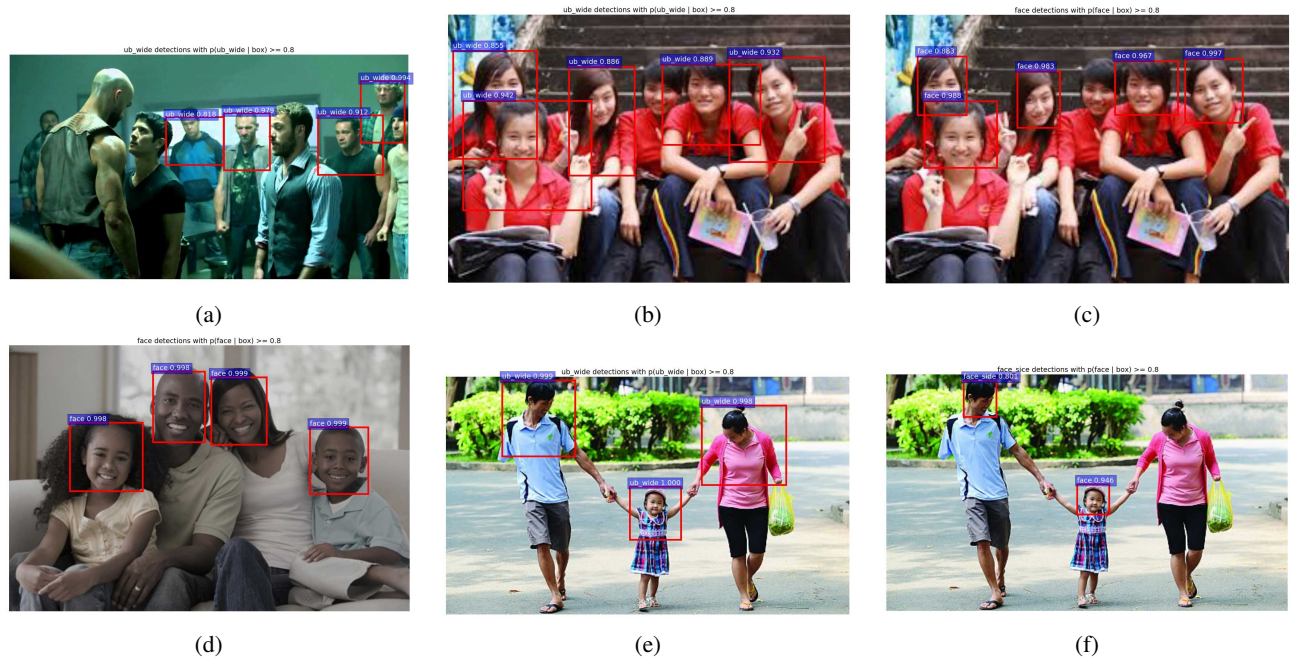 ub_wide detections with p(ub_wide | box) >= 0.8
ub_wide 0.994
ub_wide 0.818
ub_wide 0.979
ub_wide 0.912
(a)
ub_wide detections with p(ub_wide | box) >= 0.8
ub_wide 0.855
ub_wide 0.886
ub_wide 0.889
ub_wide 0.932
ub_wide 0.942
(b)
face detections with p(face | box) >= 0.8
face 0.883
face 0.983
face 0.967
face 0.997
face 0.988
(c)
face detections with p(face | box) >= 0.8
face 0.998
face 0.999
face 0.998
face 0.999
(d)
ub_wide detections with p(ub_wide | box) >= 0.8
ub_wide 0.999
ub_wide 0.998
ub_wide 1.000
(e)
detections with p(face | box) >= 0.8
face_side 0.801
face 0.946
(f)